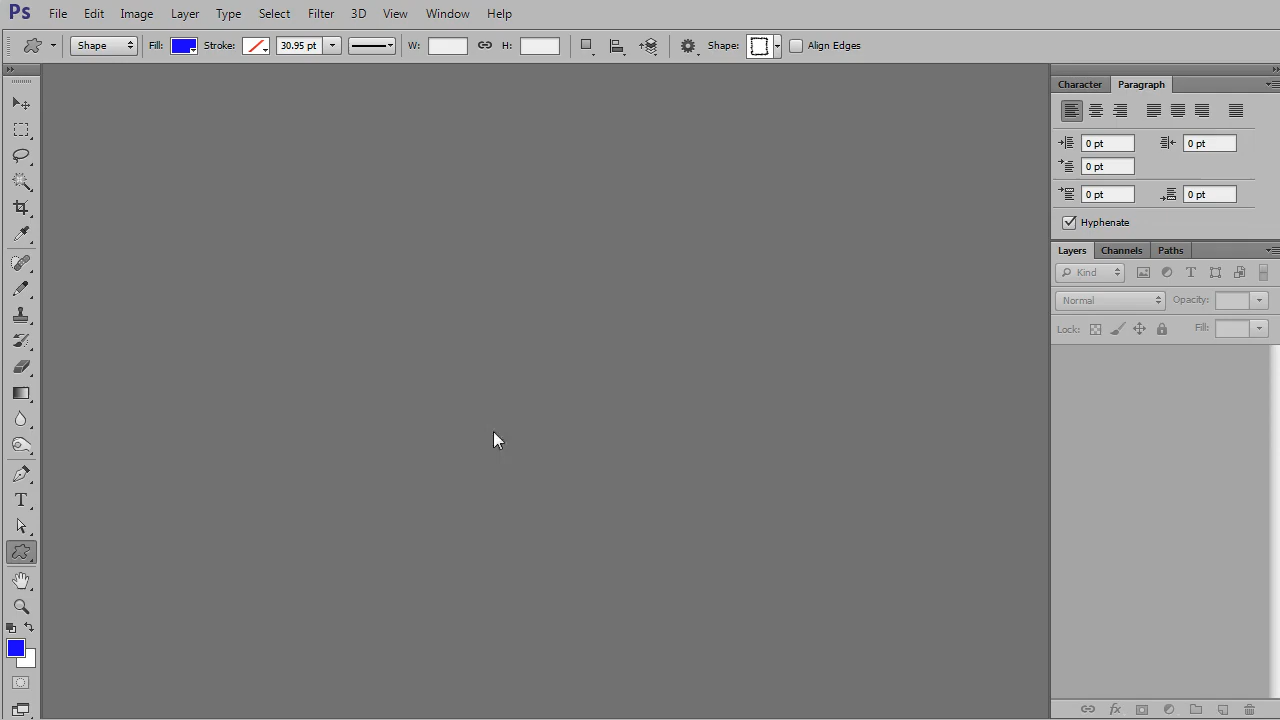 Ps File Edit Image Layer Type Select Filter 3D View Window Help
Shape Fill: Stroke: 30.95 pt W: H: Shape: Align Edges
Character Paragraph
0 pt 0 pt
0 pt
0 pt 0 pt
Hyphenate
Layers Channels Paths
Kind T
Normal Opacity:
Lock: Fill:
T
fx